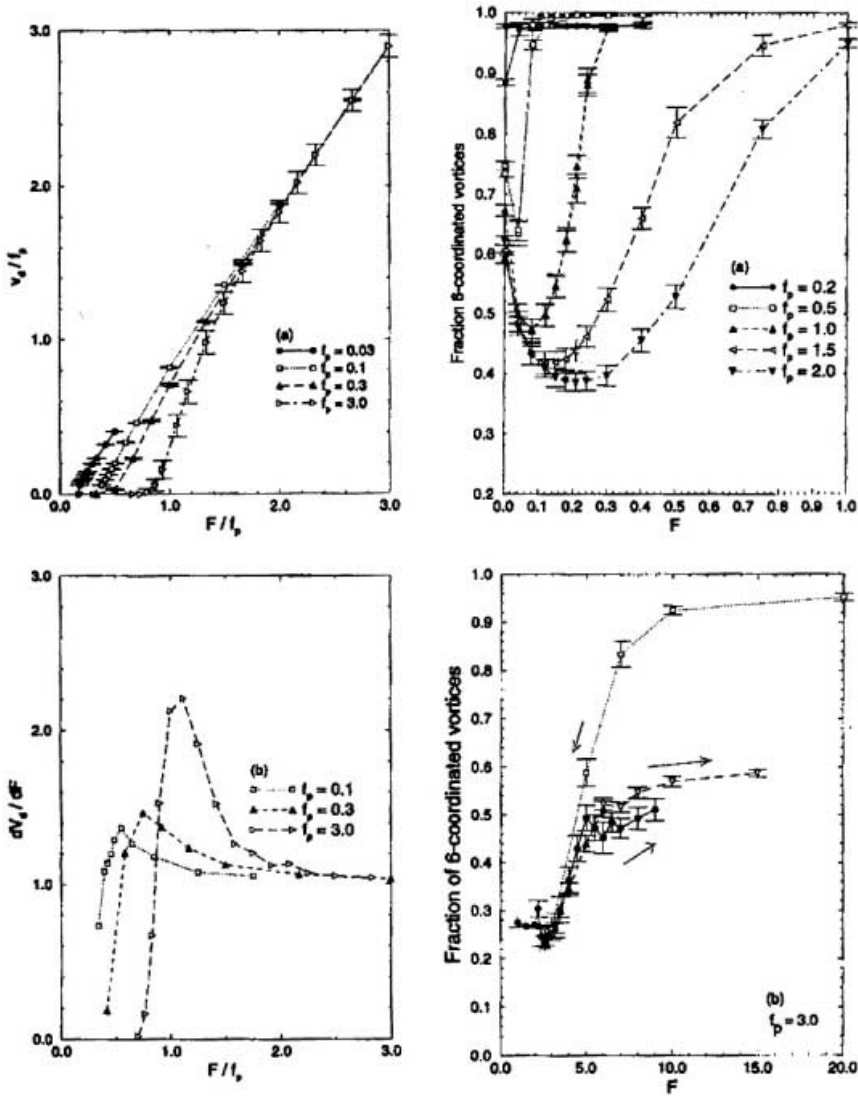 3.0
2.0
1.0
0.0
v_d / f_p
(a)
f_p = 0.03
f_p = 0.1
f_p = 0.3
f_p = 3.0
0.0 1.0 2.0 3.0
F / f_p
1.0
0.9
0.8
0.7
0.6
0.5
0.4
0.3
0.2
Fraction 6-coordinated vortices
(a)
f_p = 0.2
f_p = 0.5
f_p = 1.0
f_p = 1.5
f_p = 2.0
0.0 0.1 0.2 0.3 0.4 0.5 0.6 0.7 0.8 0.9 1.0
F
3.0
2.0
1.0
0.0
dV_d / dF
(b)
f_p = 0.1
f_p = 0.3
f_p = 3.0
0.0 1.0 2.0 3.0
F / f_p
1.0
0.9
0.8
0.7
0.6
0.5
0.4
0.3
0.2
0.1
0.0
Fraction of 6-coordinated vortices
(b)
f_p = 3.0
0.0 5.0 10.0 15.0 20.0
F